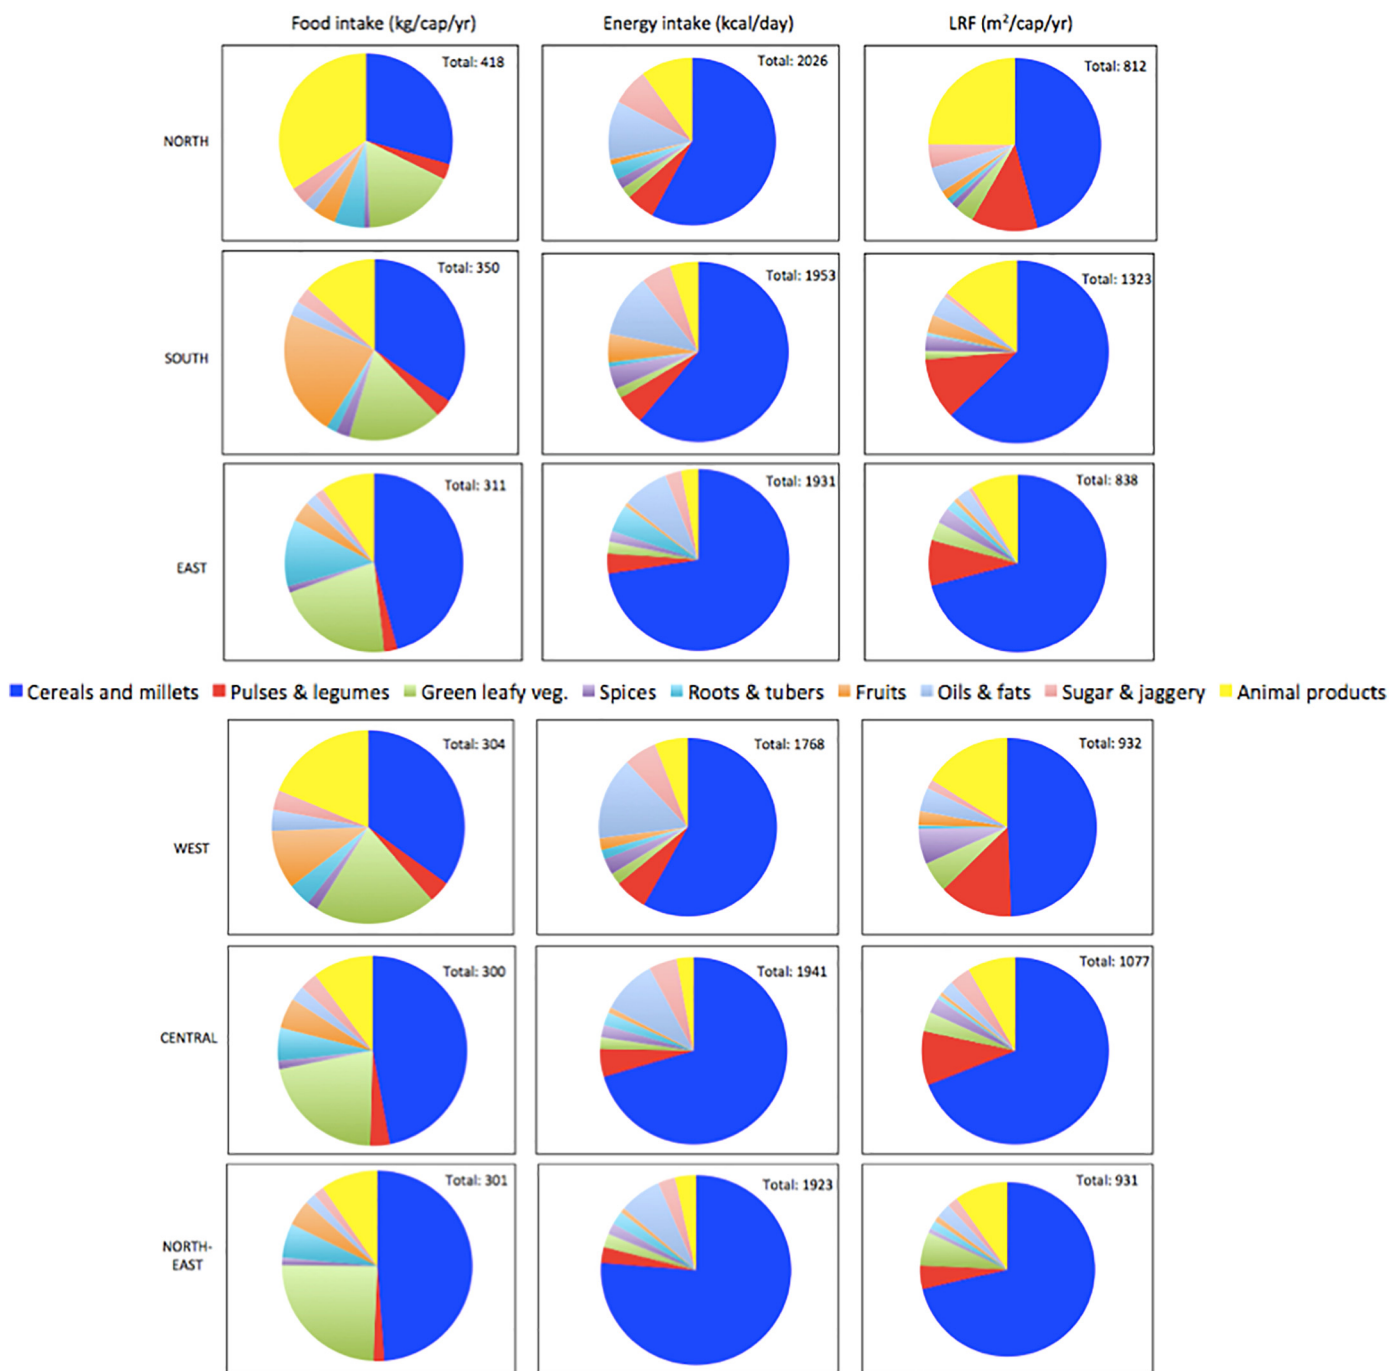 Food intake (kg/cap/yr) Energy intake (kcal/day) LRF (m²/cap/yr)
NORTH Total: 418 Total: 2026 Total: 812
SOUTH Total: 350 Total: 1953 Total: 1323
EAST Total: 311 Total: 1931 Total: 838
Cereals and millets Pulses & legumes Green leafy veg. Spices Roots & tubers Fruits Oils & fats Sugar & jaggery Animal products
WEST Total: 304 Total: 1768 Total: 932
CENTRAL Total: 300 Total: 1941 Total: 1077
NORTH-
EAST Total: 301 Total: 1923 Total: 931